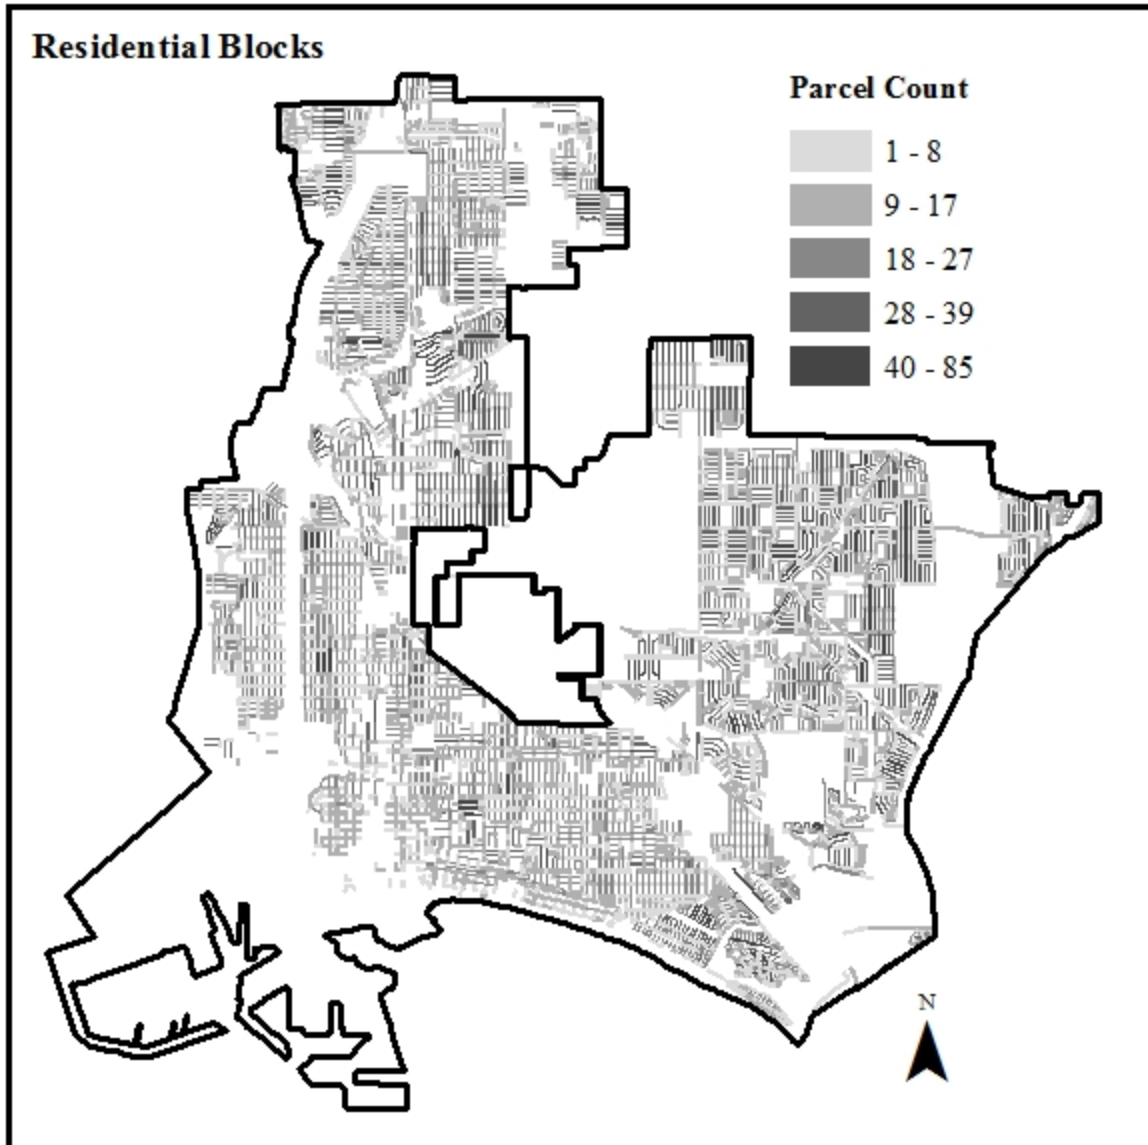 Residential Blocks
Parcel Count
1 - 8
9 - 17
18 - 27
28 - 39
40 - 85
N